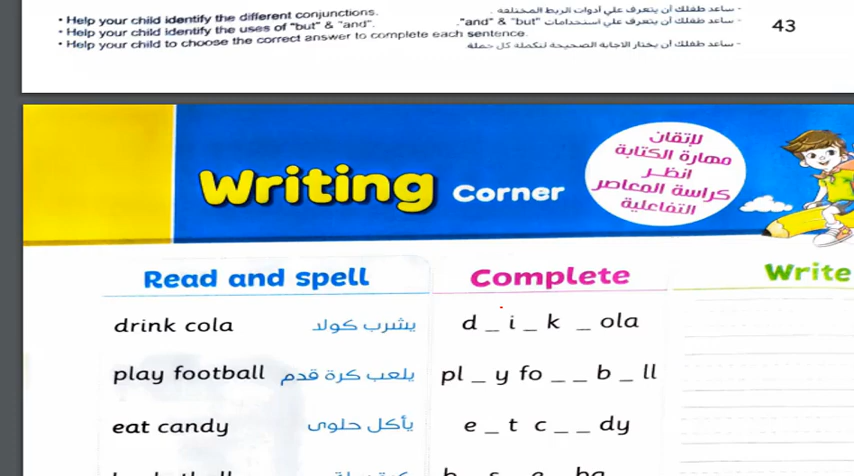 • Help your child identify the different conjunctions.
- ساعد طفلك أن يتعرف علي أدوات الربط المختلفه .
• Help your child identify the uses of "but" & "and".
- ساعد طفلك أن يتعرف علي استخدامات "but" & "and".
• Help your child to choose the correct answer to complete each sentence.
- ساعد طفلك أن يختار الاجابة الصحيحة لتكملة كل جملة
43
Writing Corner
لإتقان
مهارة الكتابة
انظر
كراسة المعاصر
التفاعلية
Read and spell
Complete
Write
drink cola يشرب كولا d _ i _ k _ ola
play football يلعب كرة قدم pl _ y fo _ _ b _ ll
eat candy يأكل حلوى e _ t c _ _ dy